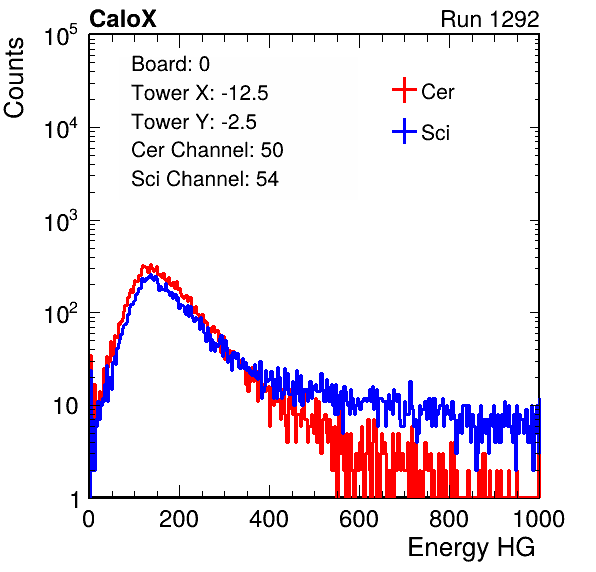 CaloX Run 1292
Counts
10^5
10^4
10^3
10^2
10
1
Board: 0
Tower X: -12.5
Tower Y: -2.5
Cer Channel: 50
Sci Channel: 54
Cer
Sci
0 200 400 600 800 1000
Energy HG